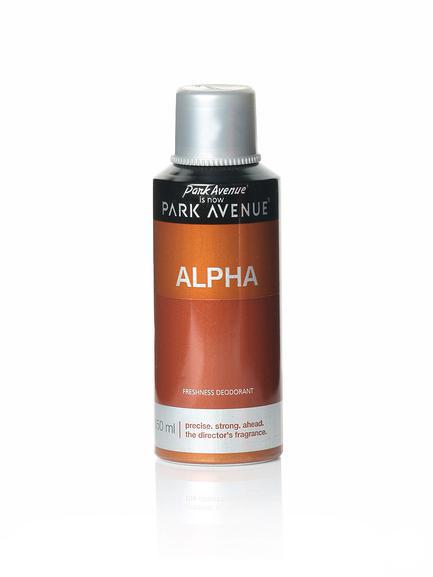 Park Avenue
is now
PARK AVENUE
ALPHA
FRESHNESS DEODORANT
50 ml
precise. strong. ahead.
the director's fragrance.